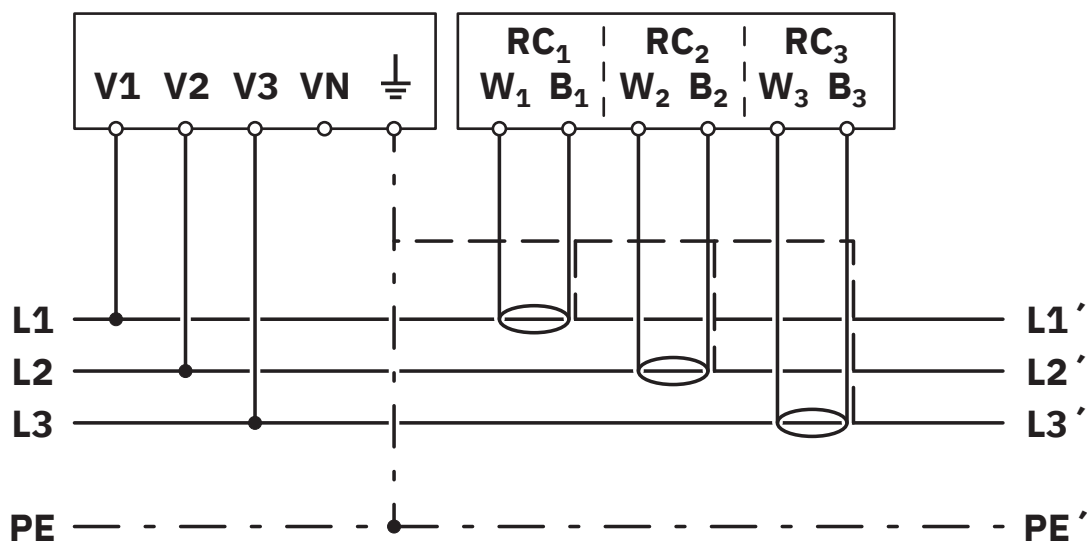 RC₁ RC₂ RC₃
V1 V2 V3 VN W₁ B₁ W₂ B₂ W₃ B₃
L1 L1´
L2 L2´
L3 L3´
PE PE´